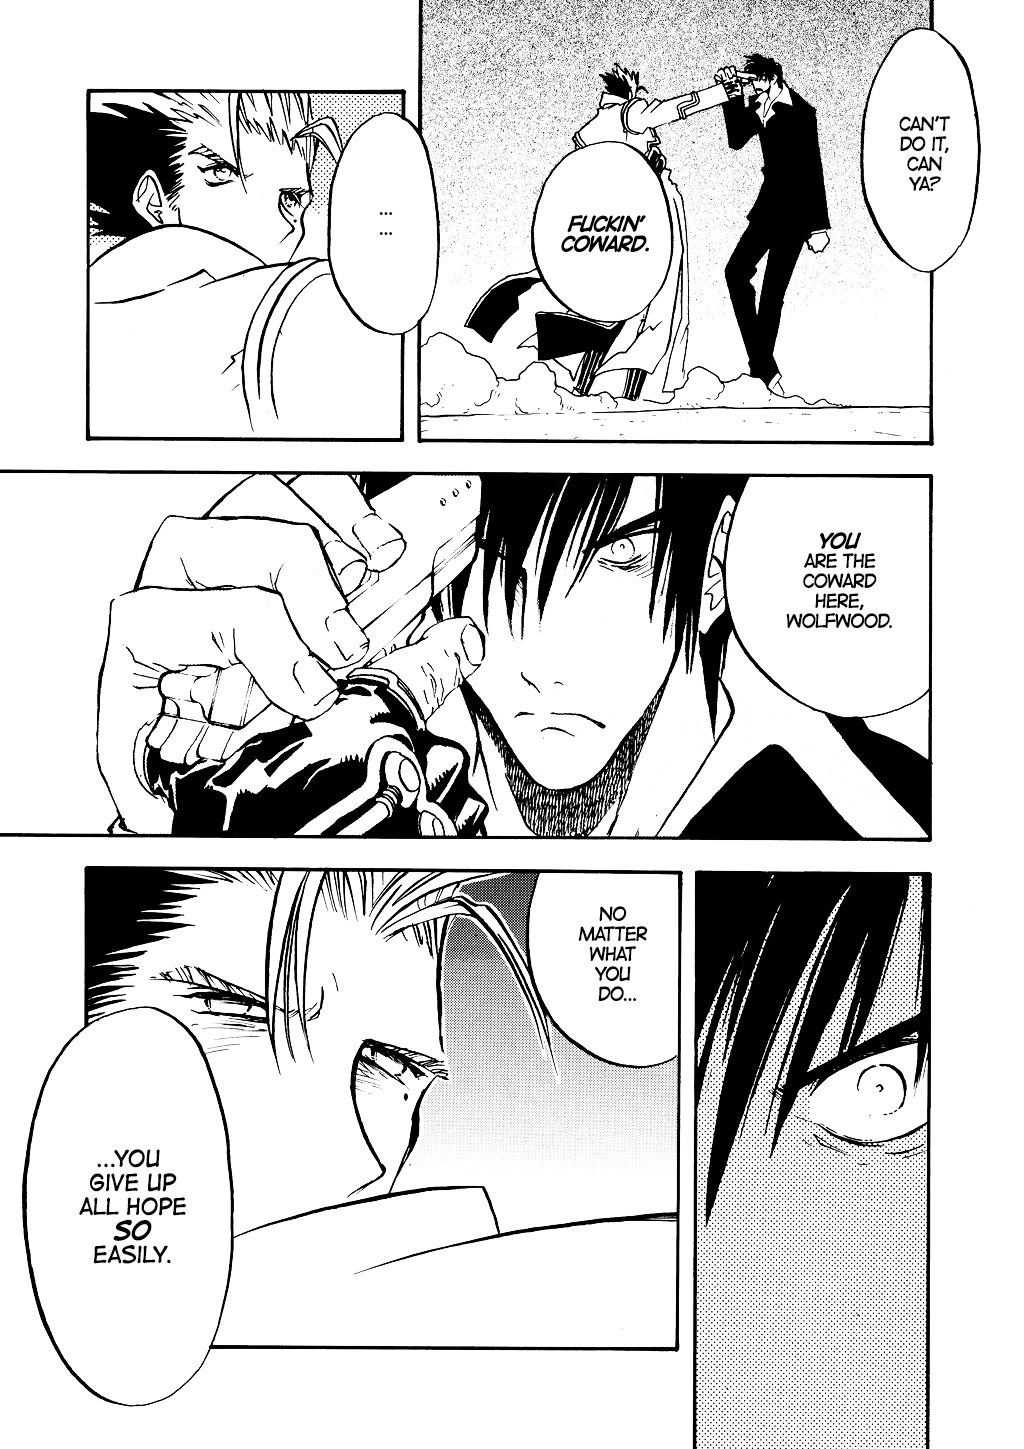 CAN'T
DO IT,
CAN
YA?
FUCKIN'
COWARD.
...
...
YOU
ARE THE
COWARD
HERE,
WOLFWOOD.
NO
MATTER
WHAT
YOU
DO...
...YOU
GIVE UP
ALL HOPE
SO
EASILY.